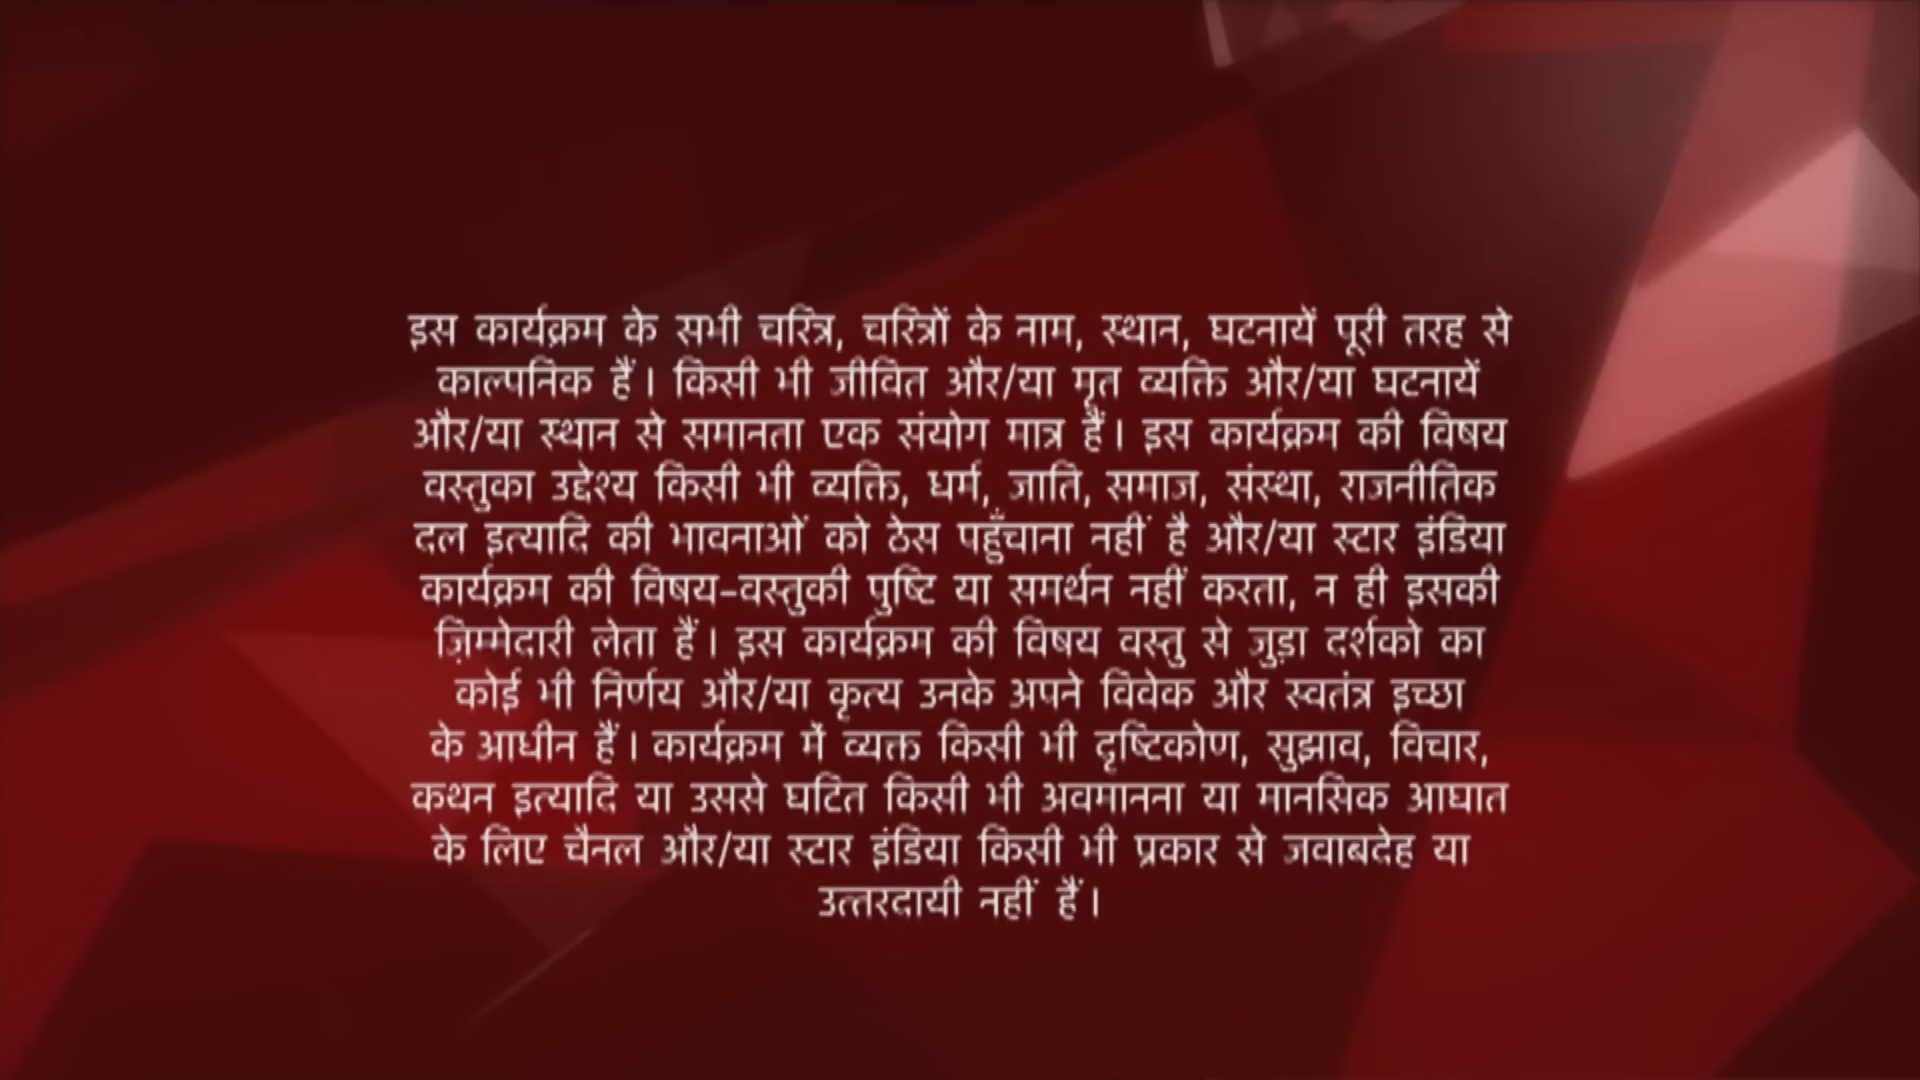 इस कार्यक्रम के सभी चरित्र, चरित्रों के नाम, स्थान, घटनायें पूरी तरह से
काल्पनिक हैं। किसी भी जीवित और/या मृत व्यक्ति और/या घटनायें
और/या स्थान से समानता एक संयोग मात्र हैं। इस कार्यक्रम की विषय
वस्तुका उद्देश्य किसी भी व्यक्ति, धर्म, जाति, समाज, संस्था, राजनीतिक
दल इत्यादि की भावनाओं को ठेस पहुँचाना नहीं है और/या स्टार इंडिया
कार्यक्रम की विषय-वस्तुकी पुष्टि या समर्थन नहीं करता, न ही इसकी
ज़िम्मेदारी लेता हैं। इस कार्यक्रम की विषय वस्तु से जुड़ा दर्शको का
कोई भी निर्णय और/या कृत्य उनके अपने विवेक और स्वतंत्र इच्छा
के आधीन हैं। कार्यक्रम में व्यक्त किसी भी दृष्टिकोण, सुझाव, विचार,
कथन इत्यादि या उससे घटित किसी भी अवमानना या मानसिक आघात
के लिए चैनल और/या स्टार इंडिया किसी भी प्रकार से जवाबदेह या
उत्तरदायी नहीं हैं।